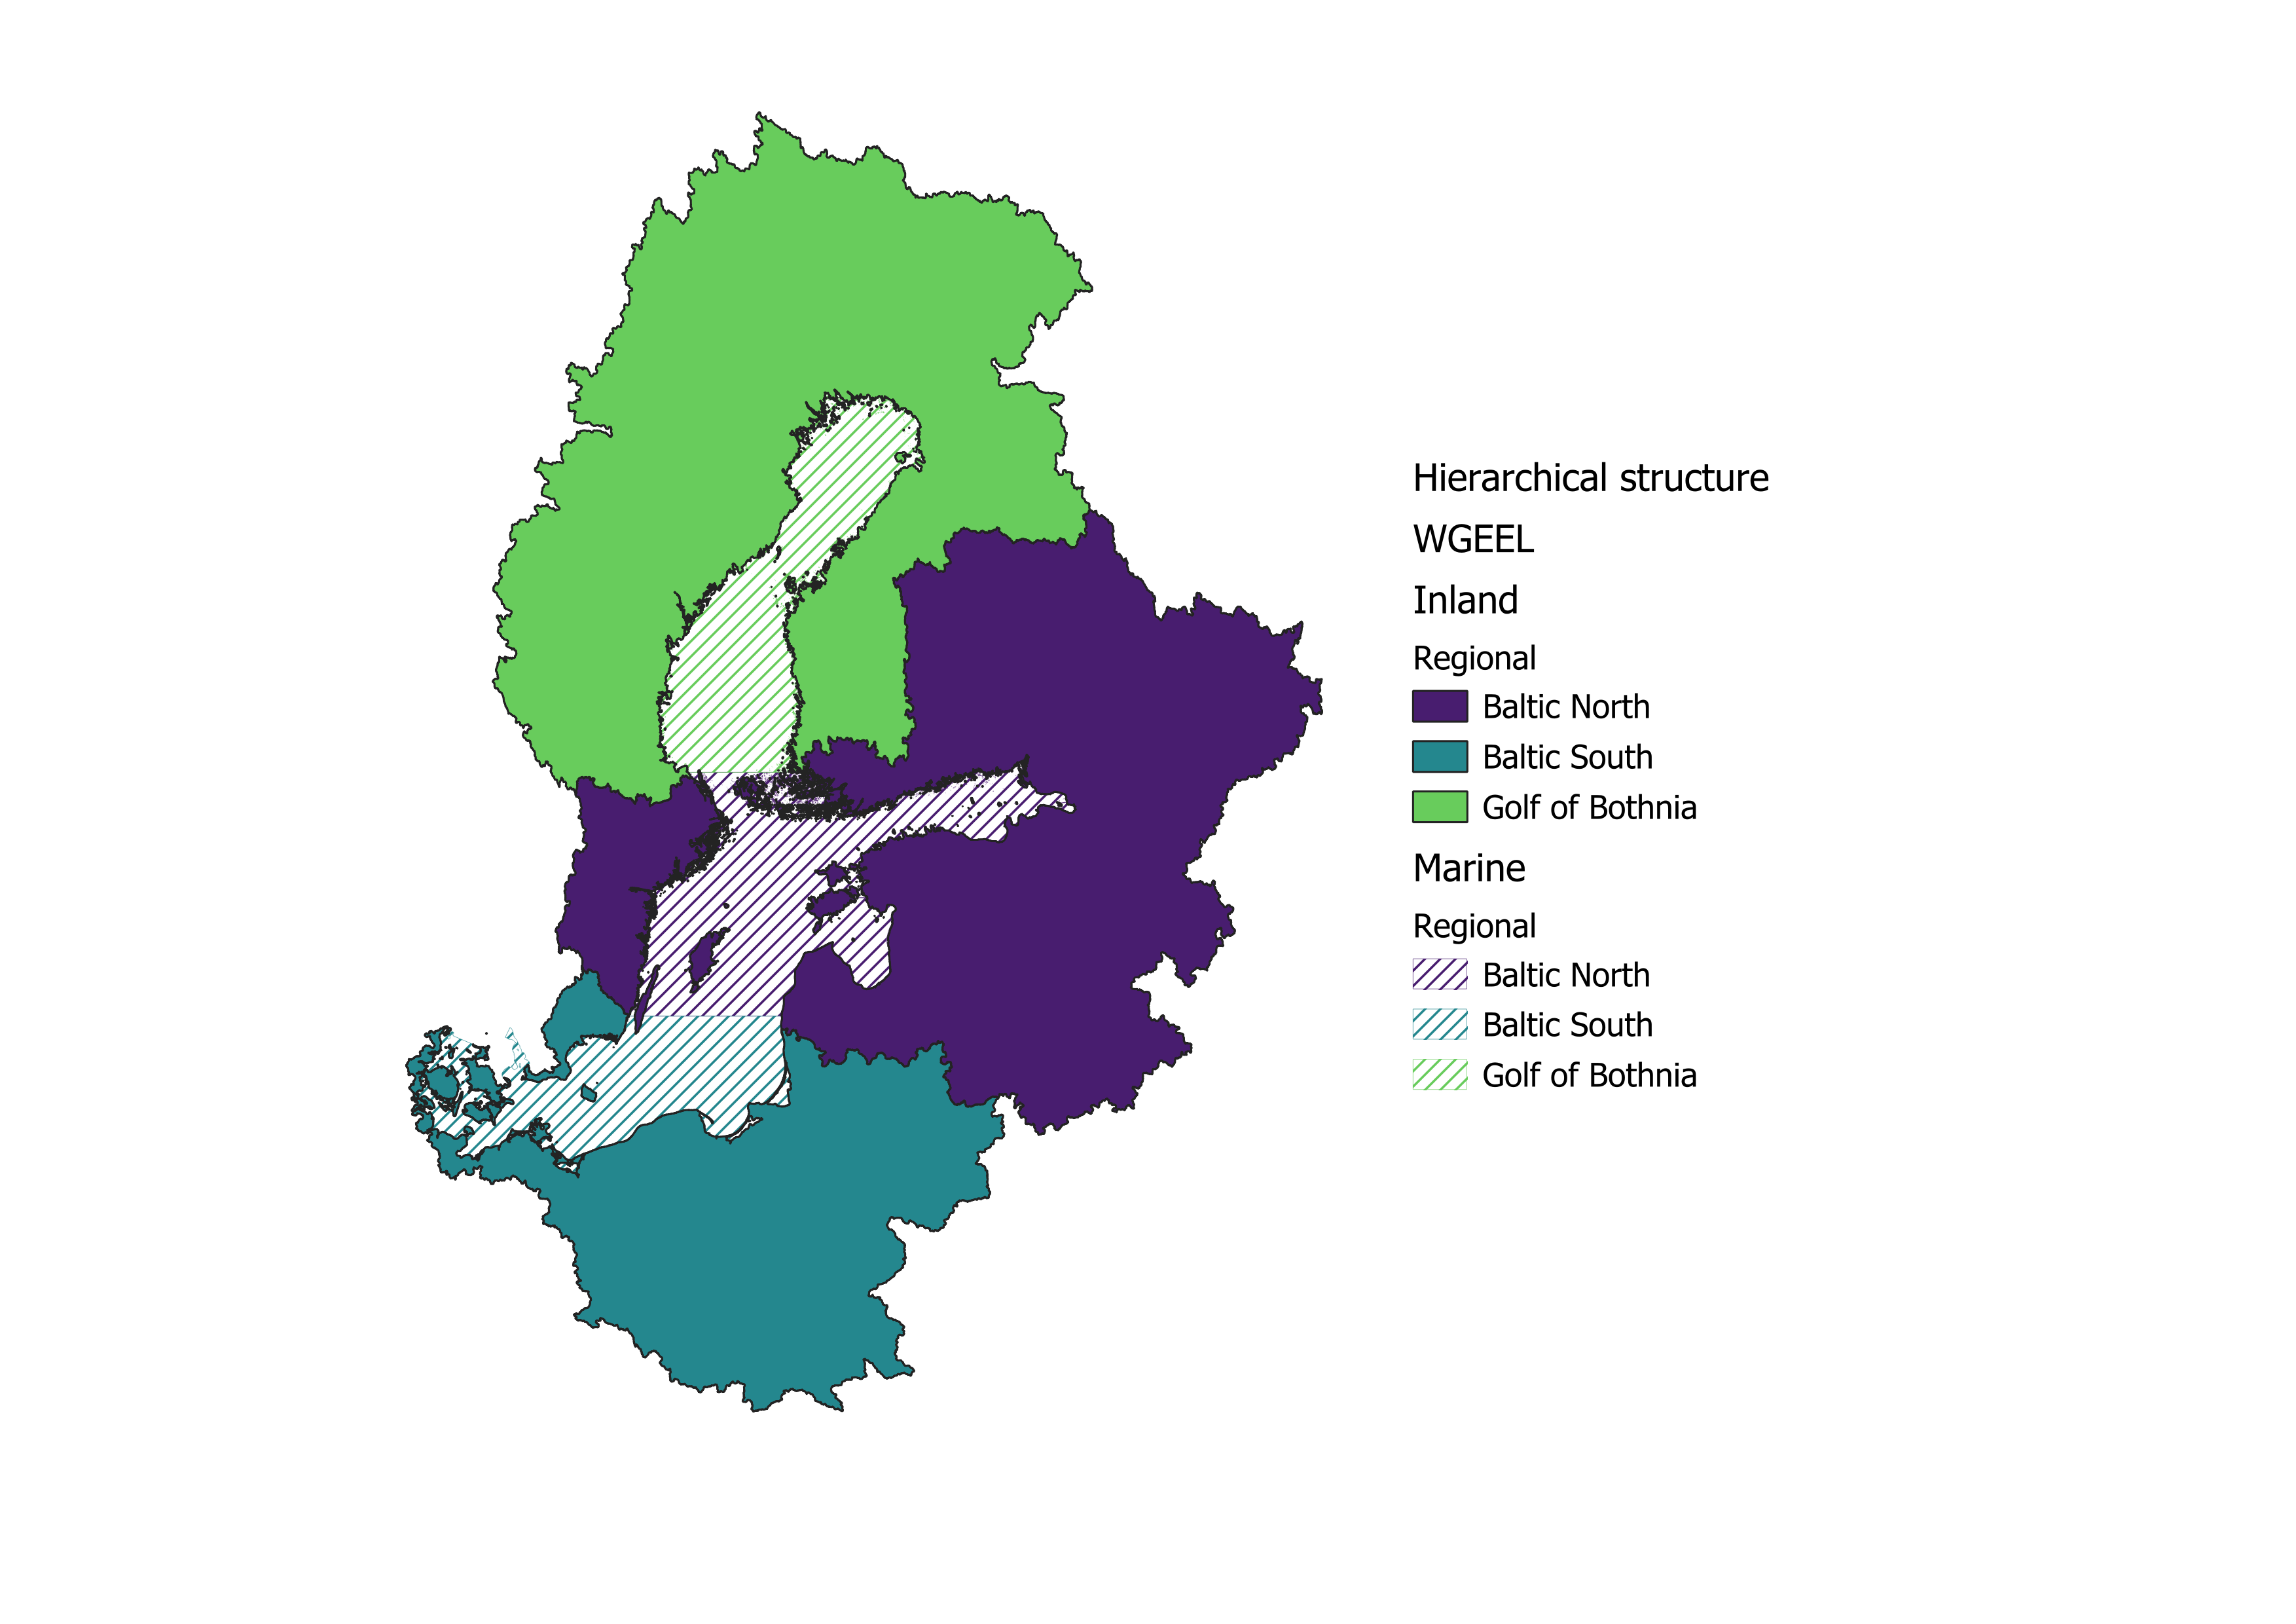 Hierarchical structure
WGEEL
Inland
Regional
Baltic North
Baltic South
Golf of Bothnia
Marine
Regional
Baltic North
Baltic South
Golf of Bothnia